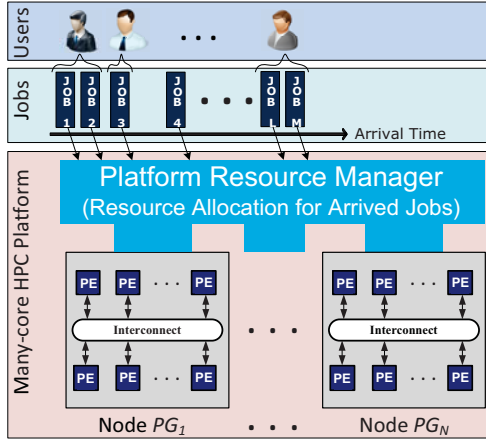 Users
. . .
Jobs
JOB 1
JOB 2
JOB 3
JOB 4
. . .
JOB L
JOB M
Arrival Time
Many-core HPC Platform
Platform Resource Manager
(Resource Allocation for Arrived Jobs)
PE PE . . . PE
Interconnect
PE PE . . . PE
Node PG1
. . .
PE PE . . . PE
Interconnect
PE PE . . . PE
Node PGN
. . .